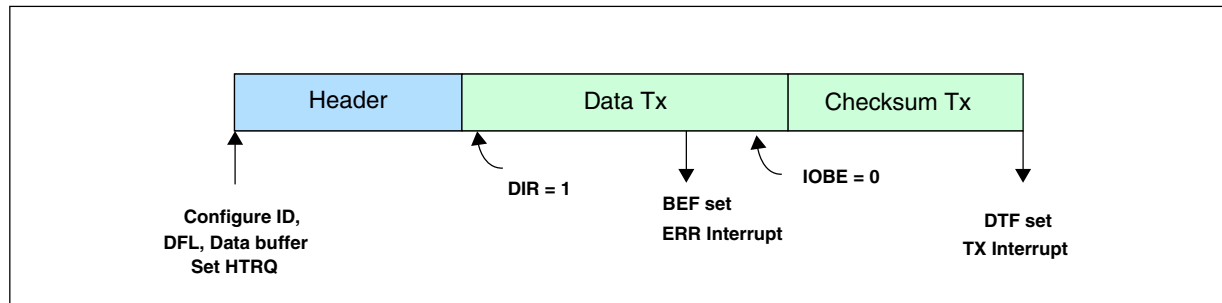 Header
Data Tx
Checksum Tx
DIR = 1
IOBE = 0
BEF set
ERR Interrupt
Configure ID,
DFL, Data buffer
Set HTRQ
DTF set
TX Interrupt